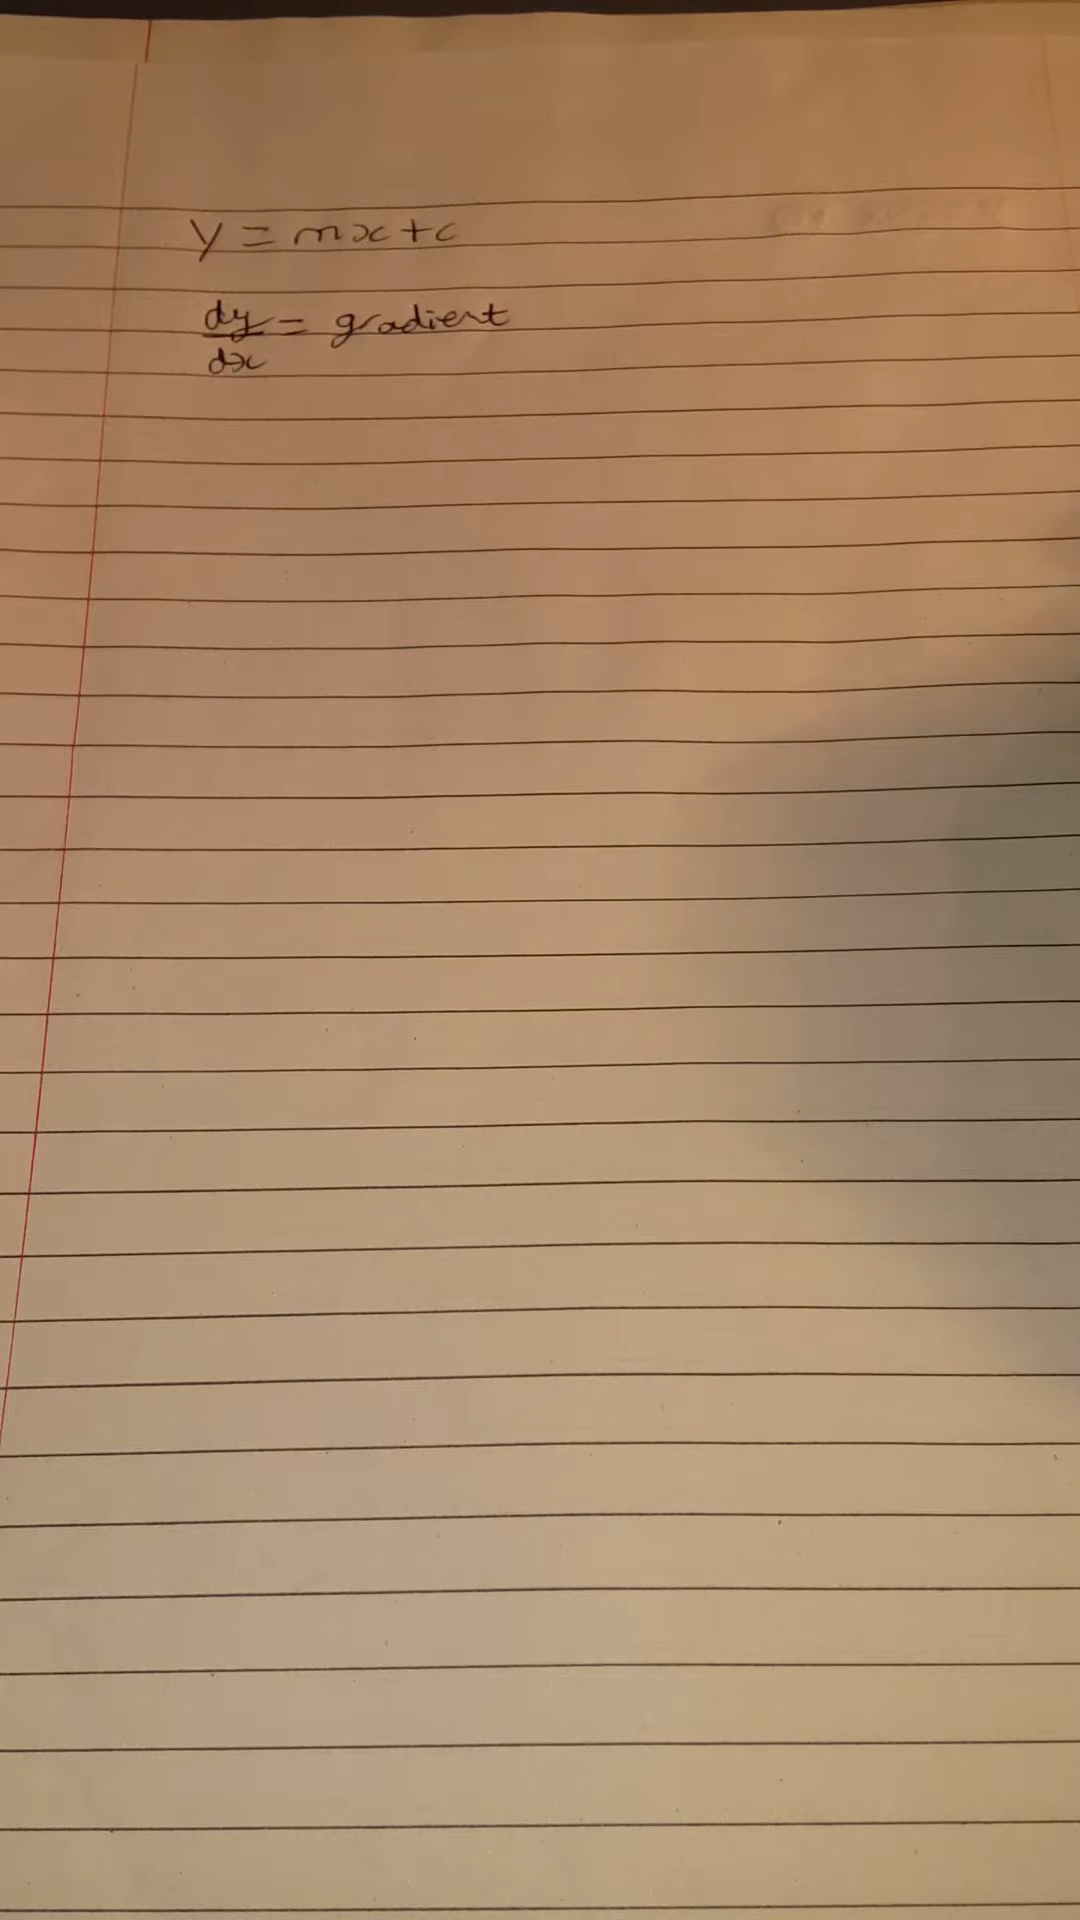 y = mx + c
dy/dx = gradient